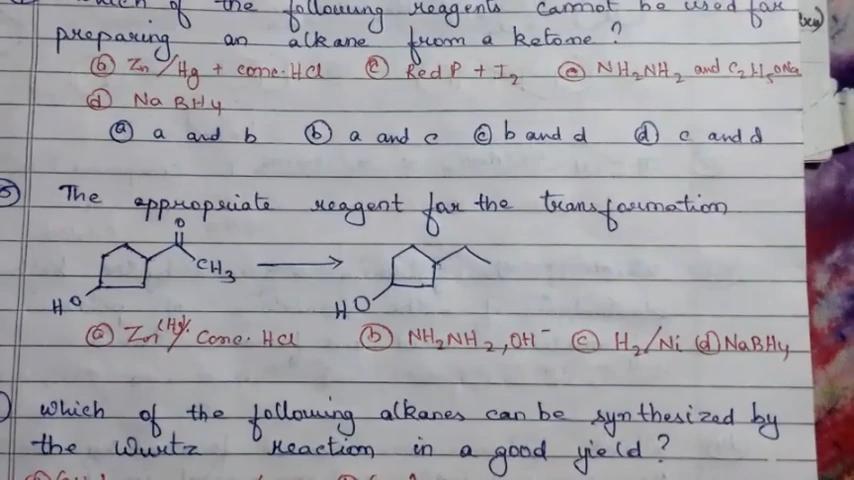 which of the following reagents cannot be used for
preparing an alkane from a ketone?
(b) Zn/Hg + conc. HCl (c) Red P + I2 (a) NH2NH2 and C2H5ONa
(d) NaBH4
(a) a and b (b) a and c (c) b and d (d) c and d
The appropriate reagent for the transformation
O
CH3
HO
HO
(a) Zn(Hg), Conc. HCl (b) NH2NH2, OH⁻ (c) H2/Ni (d) NaBH4
which of the following alkanes can be synthesized by
the Wurtz reaction in a good yield?